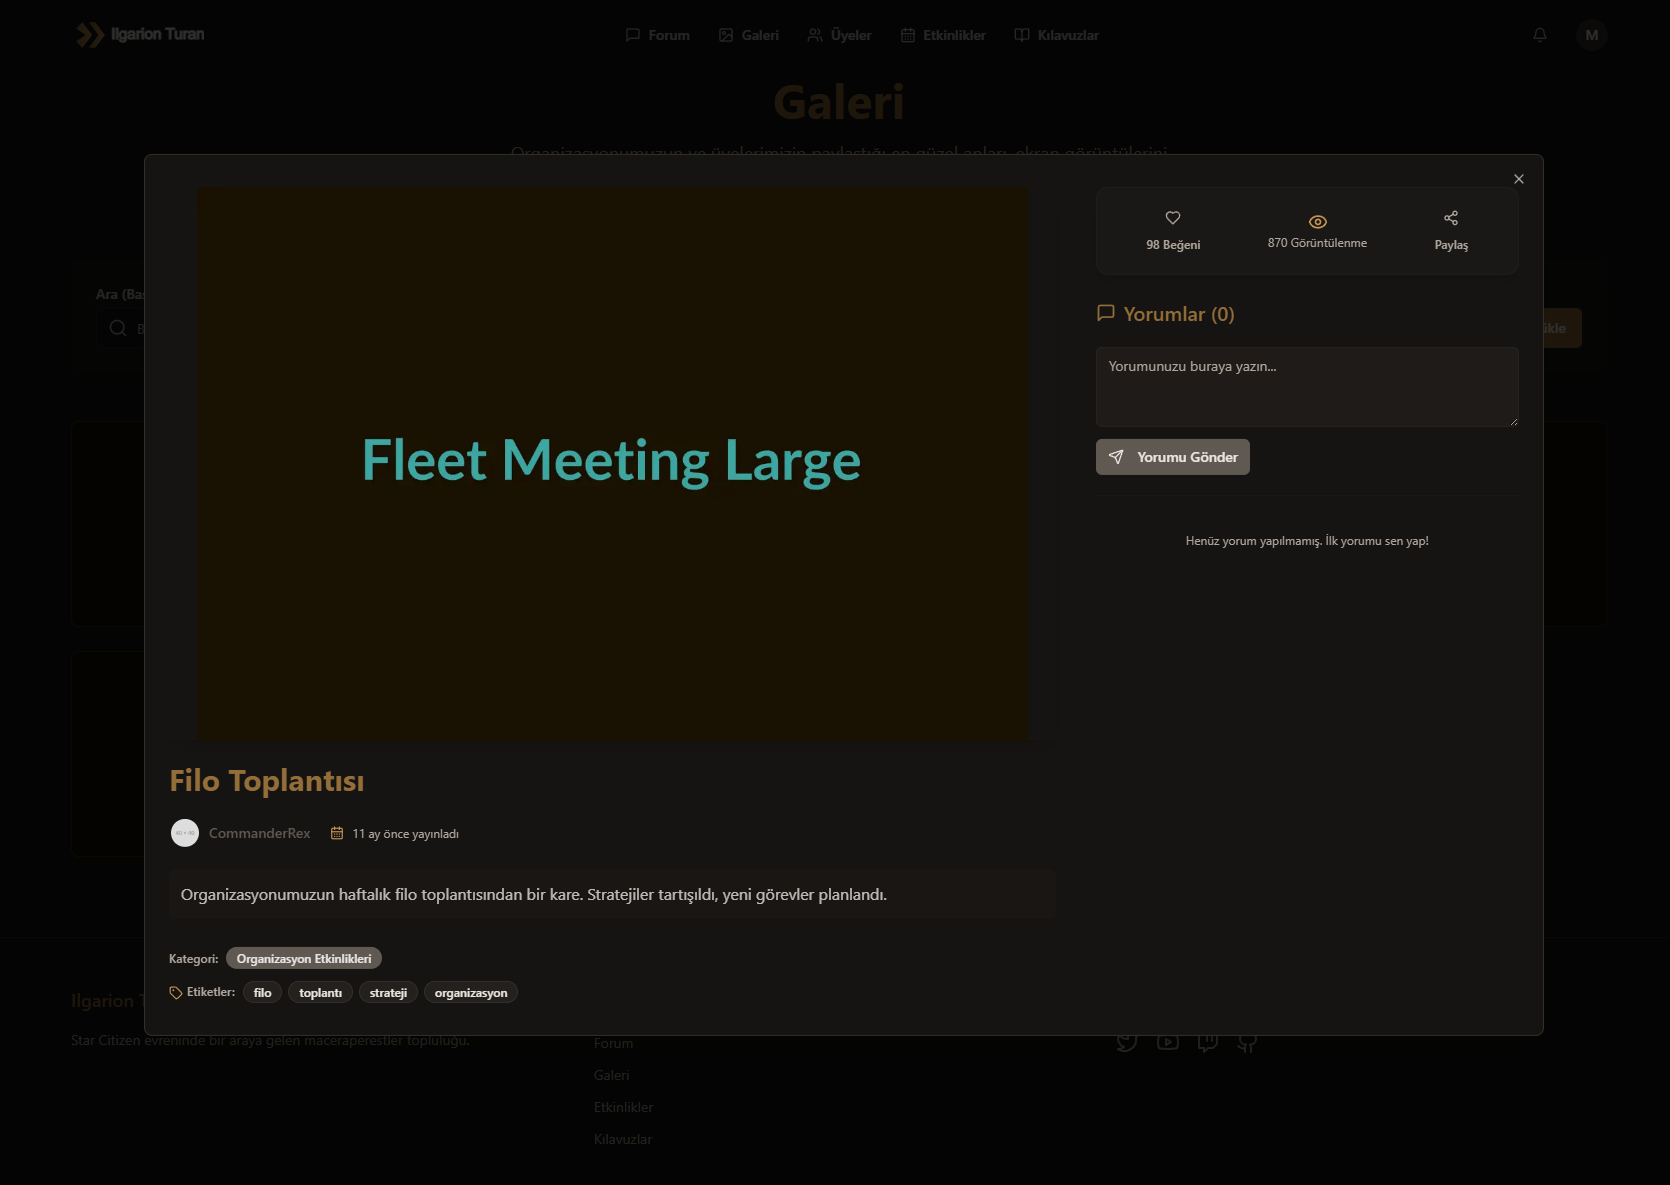 Ilgarion Turan
Forum
Galeri
Üyeler
Etkinlikler
Kılavuzlar
M
Galeri
Organizasyonumuzun ve üyelerimizin paylaştığı en güzel anları, ekran görüntülerini
Ara (Baş
B
ikle
Fleet Meeting Large
98 Beğeni
870 Görüntülenme
Paylaş
Yorumlar (0)
Yorumunuzu buraya yazın...
Yorumu Gönder
Henüz yorum yapılmamış. İlk yorumu sen yap!
Filo Toplantısı
CommanderRex
11 ay önce yayınladı
Organizasyonumuzun haftalık filo toplantısından bir kare. Stratejiler tartışıldı, yeni görevler planlandı.
Kategori: Organizasyon Etkinlikleri
Etiketler: filo toplantı strateji organizasyon
Ilgarion T
Star Citizen evreninde bir araya gelen maceraperestler topluluğu.
Forum
Galeri
Etkinlikler
Kılavuzlar